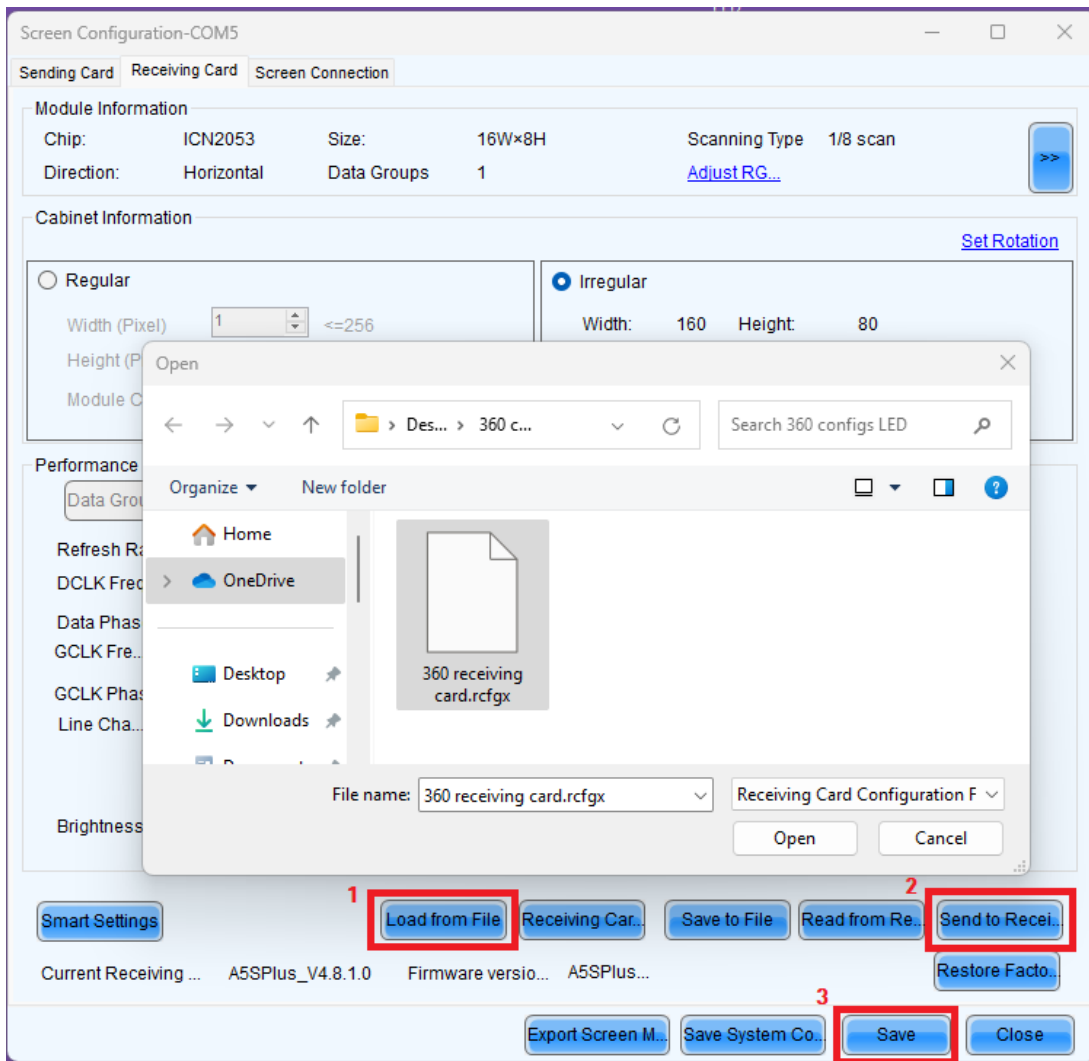 Screen Configuration-COM5
Sending Card Receiving Card Screen Connection
Module Information
Chip: ICN2053 Size: 16W×8H Scanning Type 1/8 scan
Direction: Horizontal Data Groups 1 Adjust RG...
>>
Cabinet Information
Set Rotation
Regular Irregular
Width (Pixel) 1 <=256 Width: 160 Height: 80
Height (P
Module C
Open
Des... > 360 c... Search 360 configs LED
Performance
Organize New folder
Data Grou
Home
Refresh Ra
OneDrive
DCLK Freq
Data Phas
GCLK Fre...
Desktop
360 receiving
card.rcfgx
GCLK Phas
Line Cha...
Downloads
File name: 360 receiving card.rcfgx Receiving Card Configuration F
Brightness
Open Cancel
1 2
Smart Settings Load from File Receiving Car... Save to File Read from Re... Send to Recei...
Current Receiving ... A5SPlus_V4.8.1.0 Firmware versio... A5SPlus... Restore Facto...
3
Export Screen M... Save System Co... Save Close